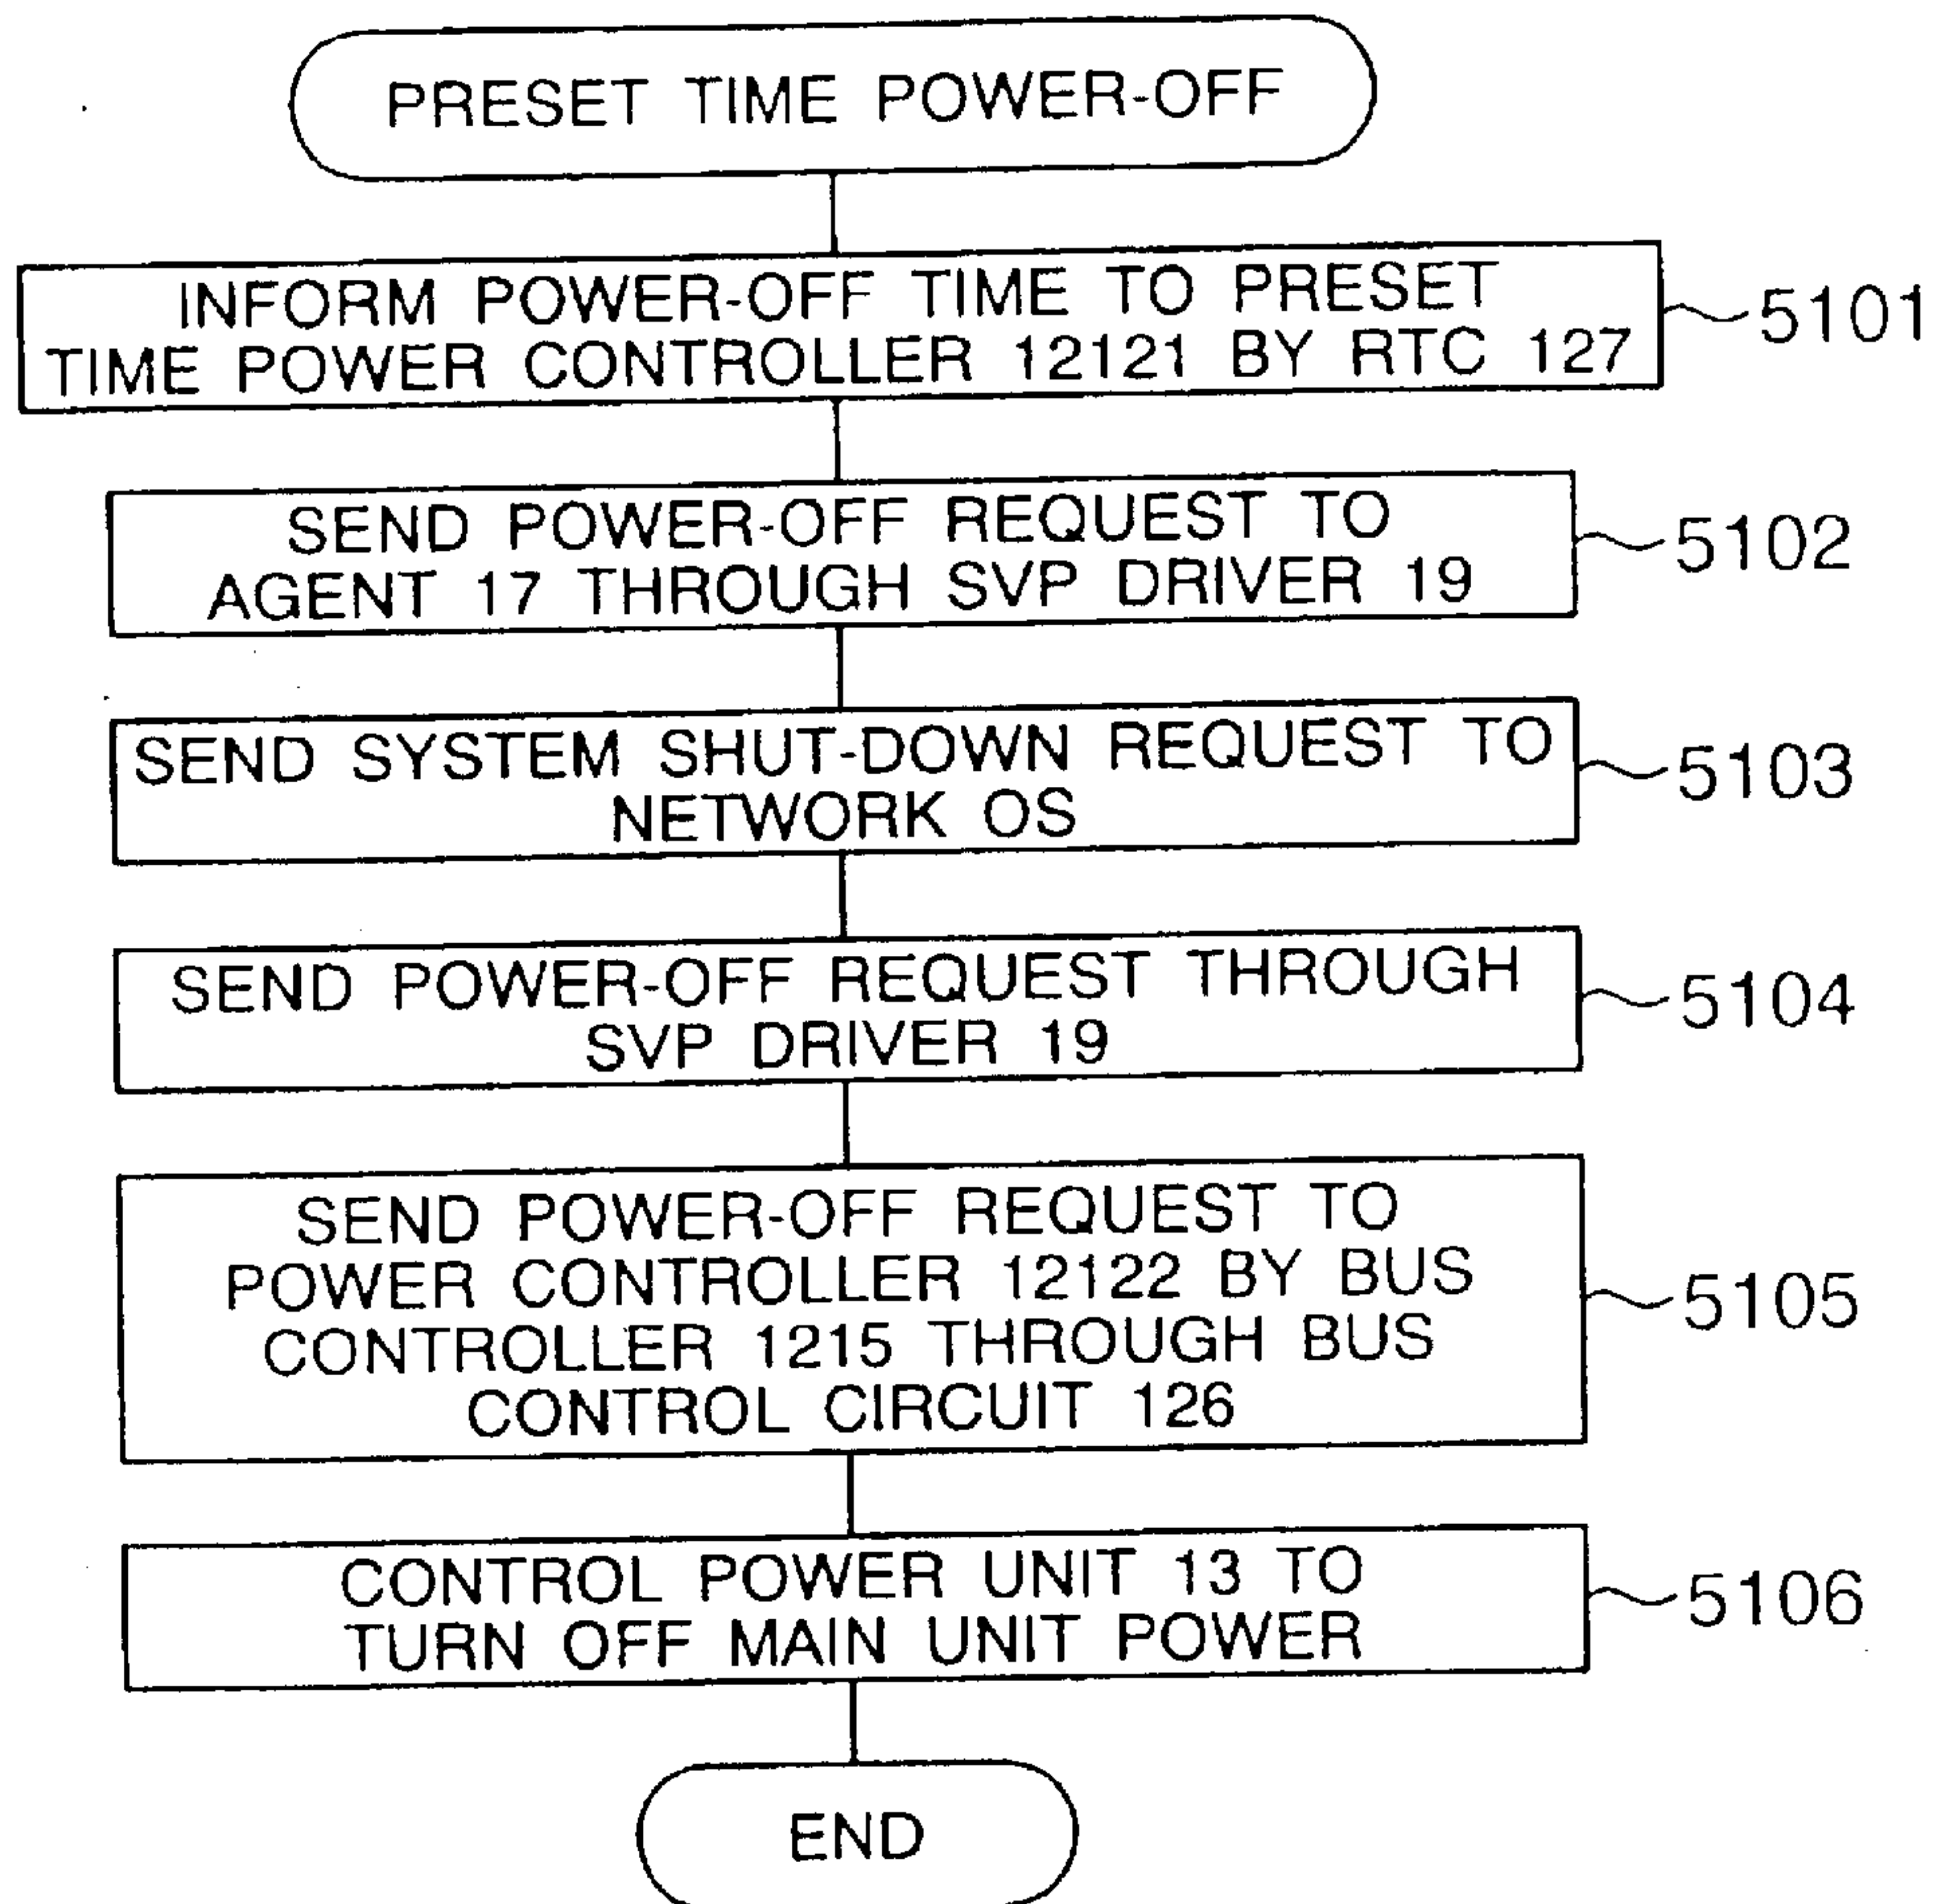 PRESET TIME POWER-OFF
INFORM POWER-OFF TIME TO PRESET
TIME POWER CONTROLLER 12121 BY RTC 127
5101
SEND POWER-OFF REQUEST TO
AGENT 17 THROUGH SVP DRIVER 19
5102
SEND SYSTEM SHUT-DOWN REQUEST TO
NETWORK OS
5103
SEND POWER-OFF REQUEST THROUGH
SVP DRIVER 19
5104
SEND POWER-OFF REQUEST TO
POWER CONTROLLER 12122 BY BUS
CONTROLLER 1215 THROUGH BUS
CONTROL CIRCUIT 126
5105
CONTROL POWER UNIT 13 TO
TURN OFF MAIN UNIT POWER
5106
END